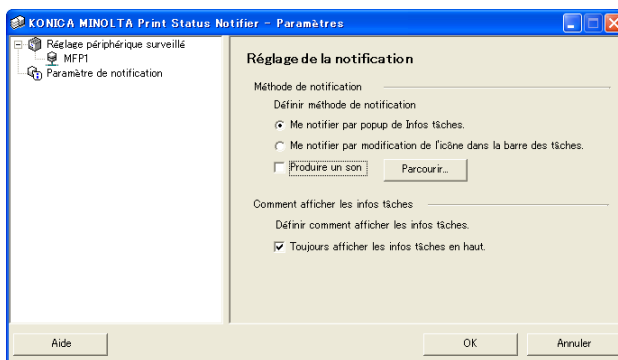 KONICA MINOLTA Print Status Notifier - Paramètres
Réglage périphérique surveillé
MFP1
Paramètre de notification
Réglage de la notification
Méthode de notification
Définir méthode de notification
Me notifier par popup de Infos tâches.
Me notifier par modification de l'icône dans la barre des tâches.
Produire un son
Parcourir...
Comment afficher les infos tâches
Définir comment afficher les infos tâches.
Toujours afficher les infos tâches en haut.
Aide
OK
Annuler